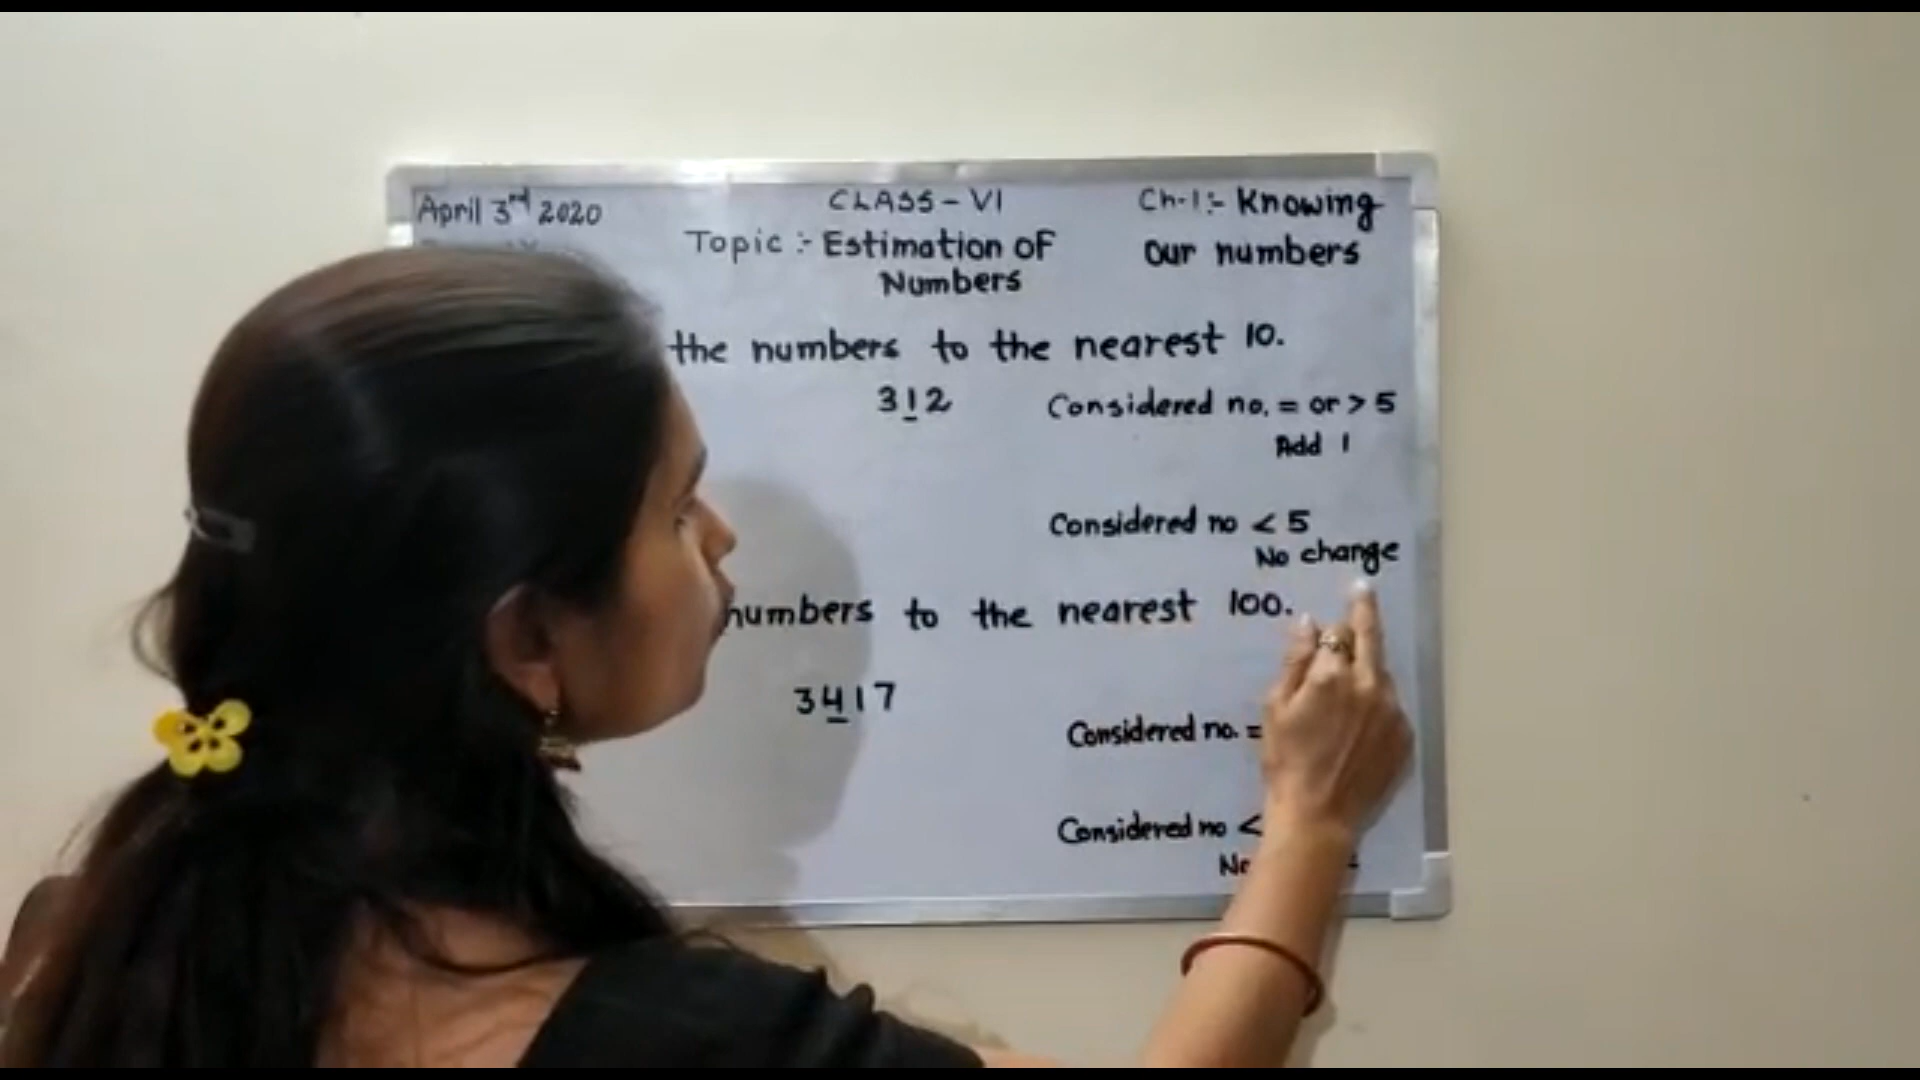 April 3rd 2020
CLASS - VI
Ch-1:- Knowing
our numbers
Topic :- Estimation of
Numbers
the numbers to the nearest 10.
312
Considered no. = or > 5
Add 1
Considered no < 5
No change
numbers to the nearest 100.
3417
Considered no. =
Considered no <